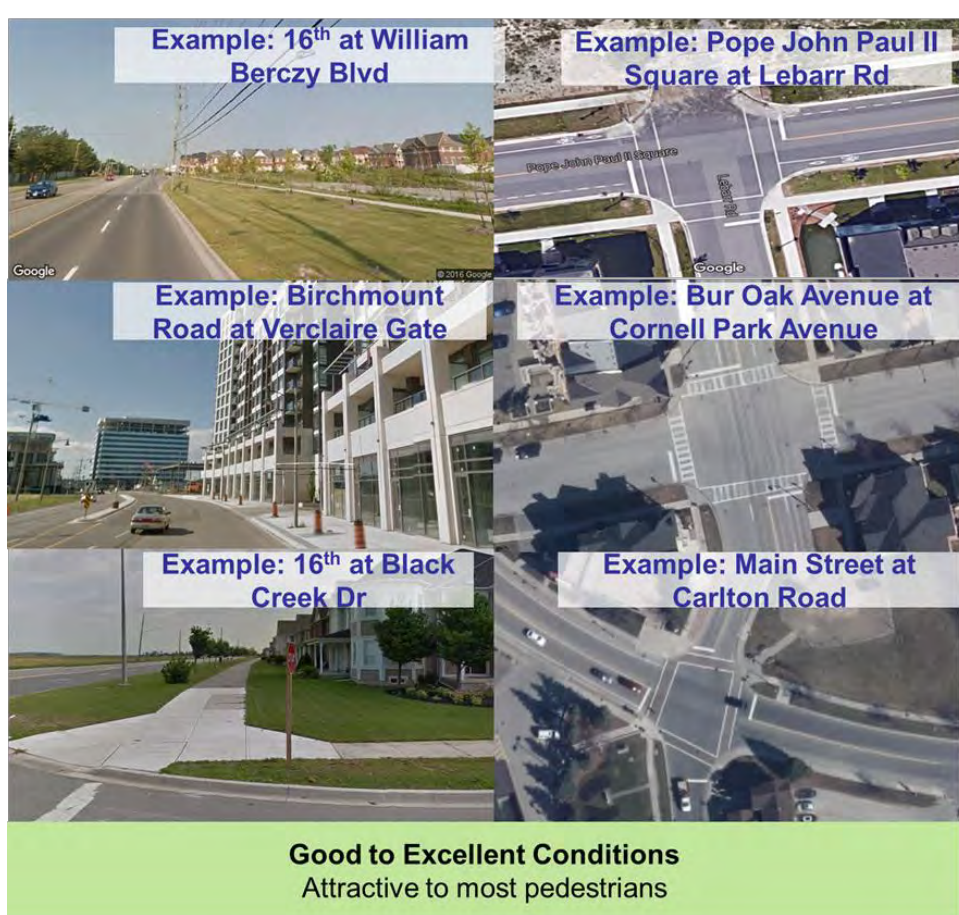 Example: 16th at William
Berczy Blvd
Google
© 2016 Google
Example: Pope John Paul II
Square at Lebarr Rd
Pope John Paul II Square
Lebarr Rd
Google
Example: Birchmount
Road at Verclaire Gate
Example: Bur Oak Avenue at
Cornell Park Avenue
Example: 16th at Black
Creek Dr
Example: Main Street at
Carlton Road
Good to Excellent Conditions
Attractive to most pedestrians